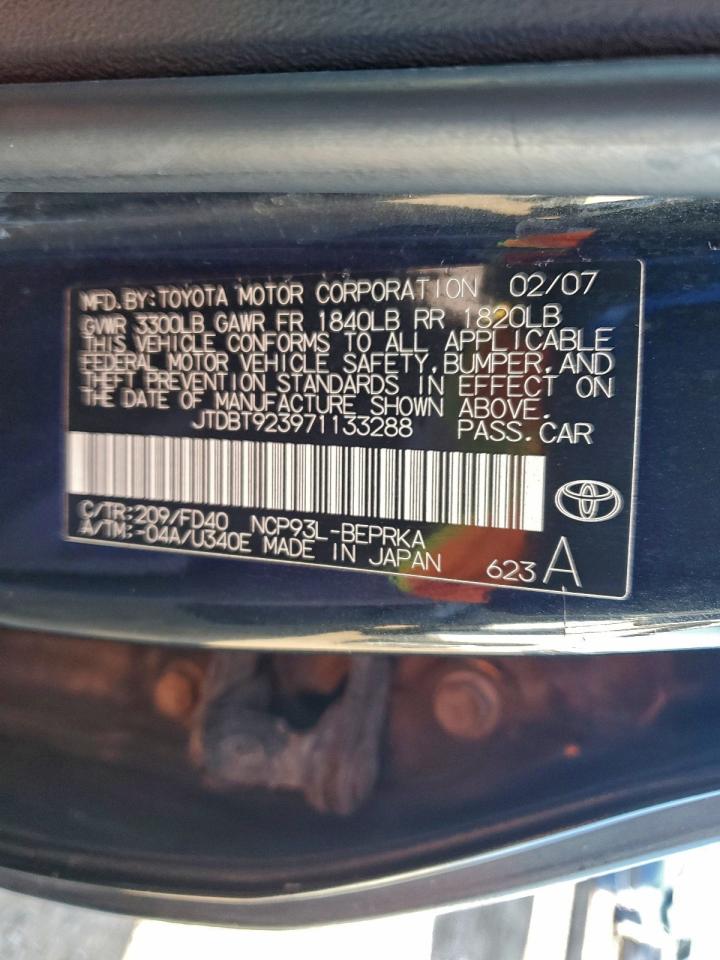 MFD.BY:TOYOTA MOTOR CORPORATION 02/07
GVWR 3300LB GAWR FR 1840LB RR 1820LB
THIS VEHICLE CONFORMS TO ALL APPLICABLE
FEDERAL MOTOR VEHICLE SAFETY,BUMPER,AND
THEFT PREVENTION STANDARDS IN EFFECT ON
THE DATE OF MANUFACTURE SHOWN ABOVE.
JTDBT923971133288 PASS.CAR
C/TR:209/FD40 NCP93L-BEPRKA
A/TM:-04A/U340E MADE IN JAPAN 623 A